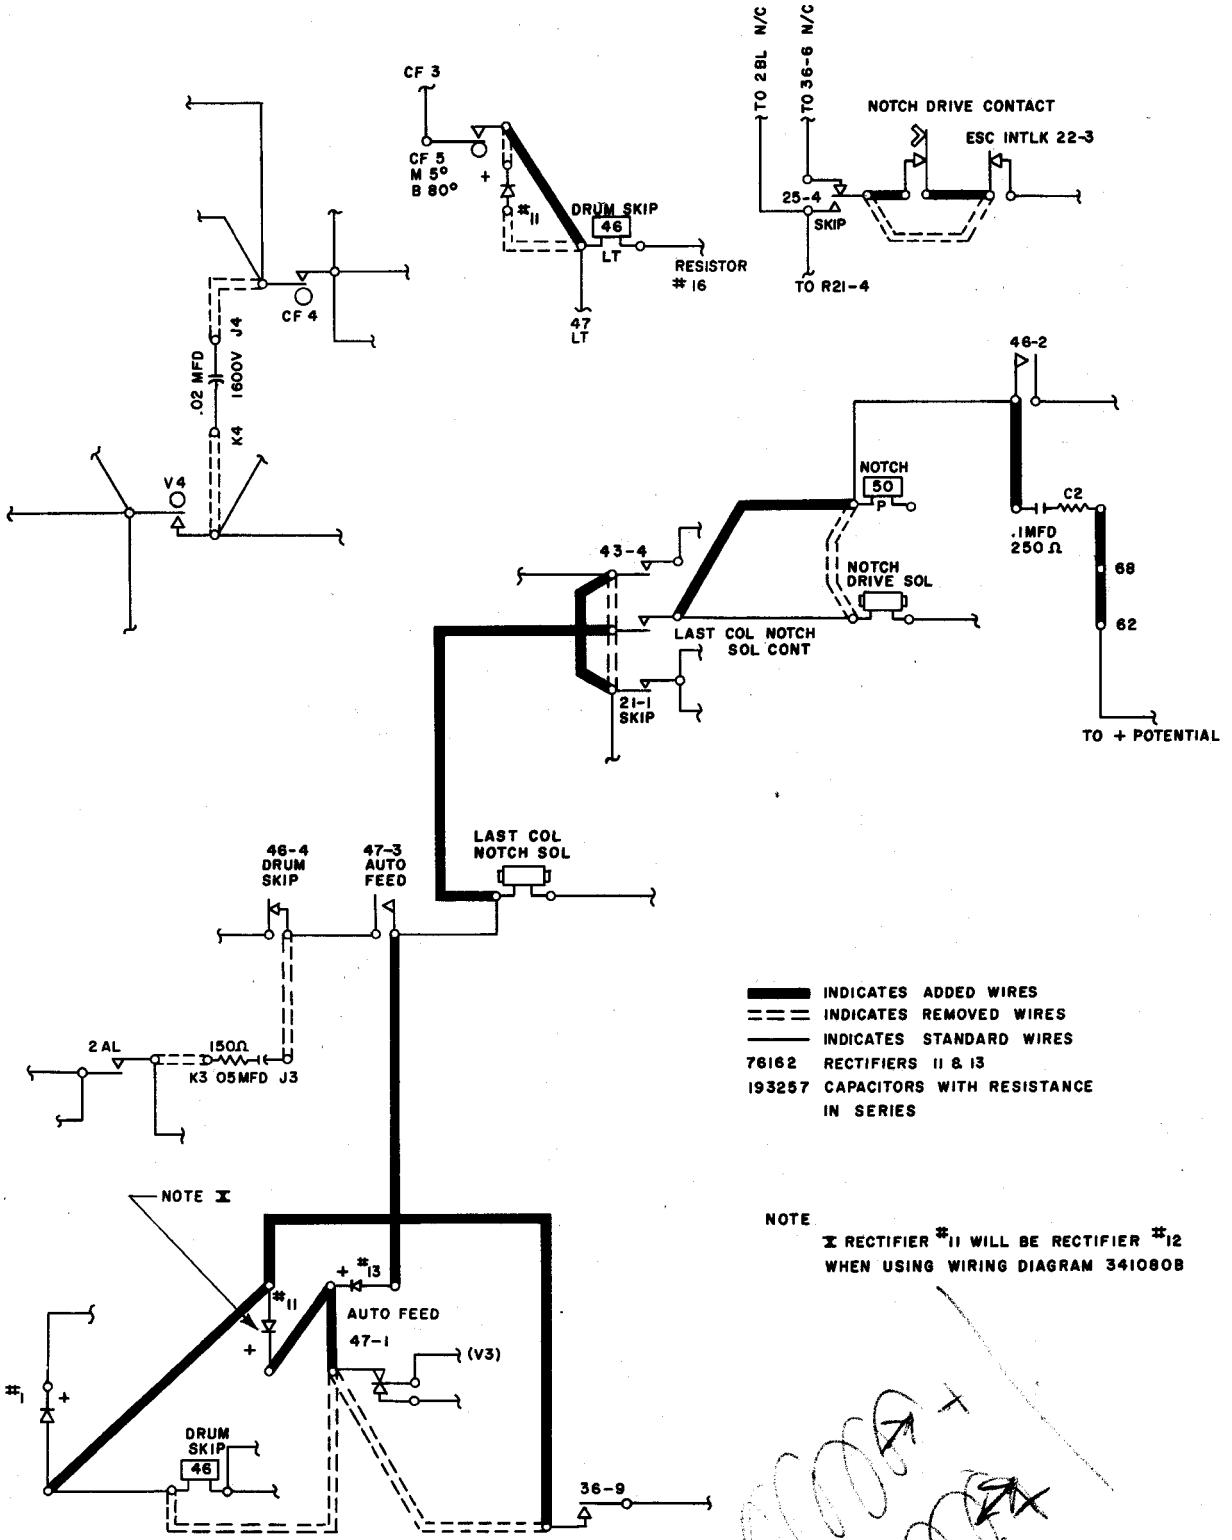 TO 2BL N/C
TO 36-6 N/C
CF 3
NOTCH DRIVE CONTACT
ESC INTLK 22-3
CF 5
M 5°
B 80°
+
#11
DRUM SKIP
46
LT
25-4
SKIP
RESISTOR
#16
TO R21-4
47
LT
CF 4
J4
.02 MFD
1600V
K4
46-2
V4
NOTCH
50
P
C2
.1MFD
250 Ω
43-4
NOTCH
DRIVE SOL
68
62
LAST COL NOTCH
SOL CONT
21-1
SKIP
TO + POTENTIAL
LAST COL
NOTCH SOL
46-4
DRUM
SKIP
47-3
AUTO
FEED
INDICATES ADDED WIRES
INDICATES REMOVED WIRES
INDICATES STANDARD WIRES
76162 RECTIFIERS 11 & 13
193257 CAPACITORS WITH RESISTANCE
IN SERIES
2 AL
150Ω
K3 05MFD J3
NOTE X
NOTE
X RECTIFIER #11 WILL BE RECTIFIER #12
WHEN USING WIRING DIAGRAM 341080B
+ #13
#11
AUTO FEED
+
47-1
(V3)
#1
+
DRUM
SKIP
46
36-9